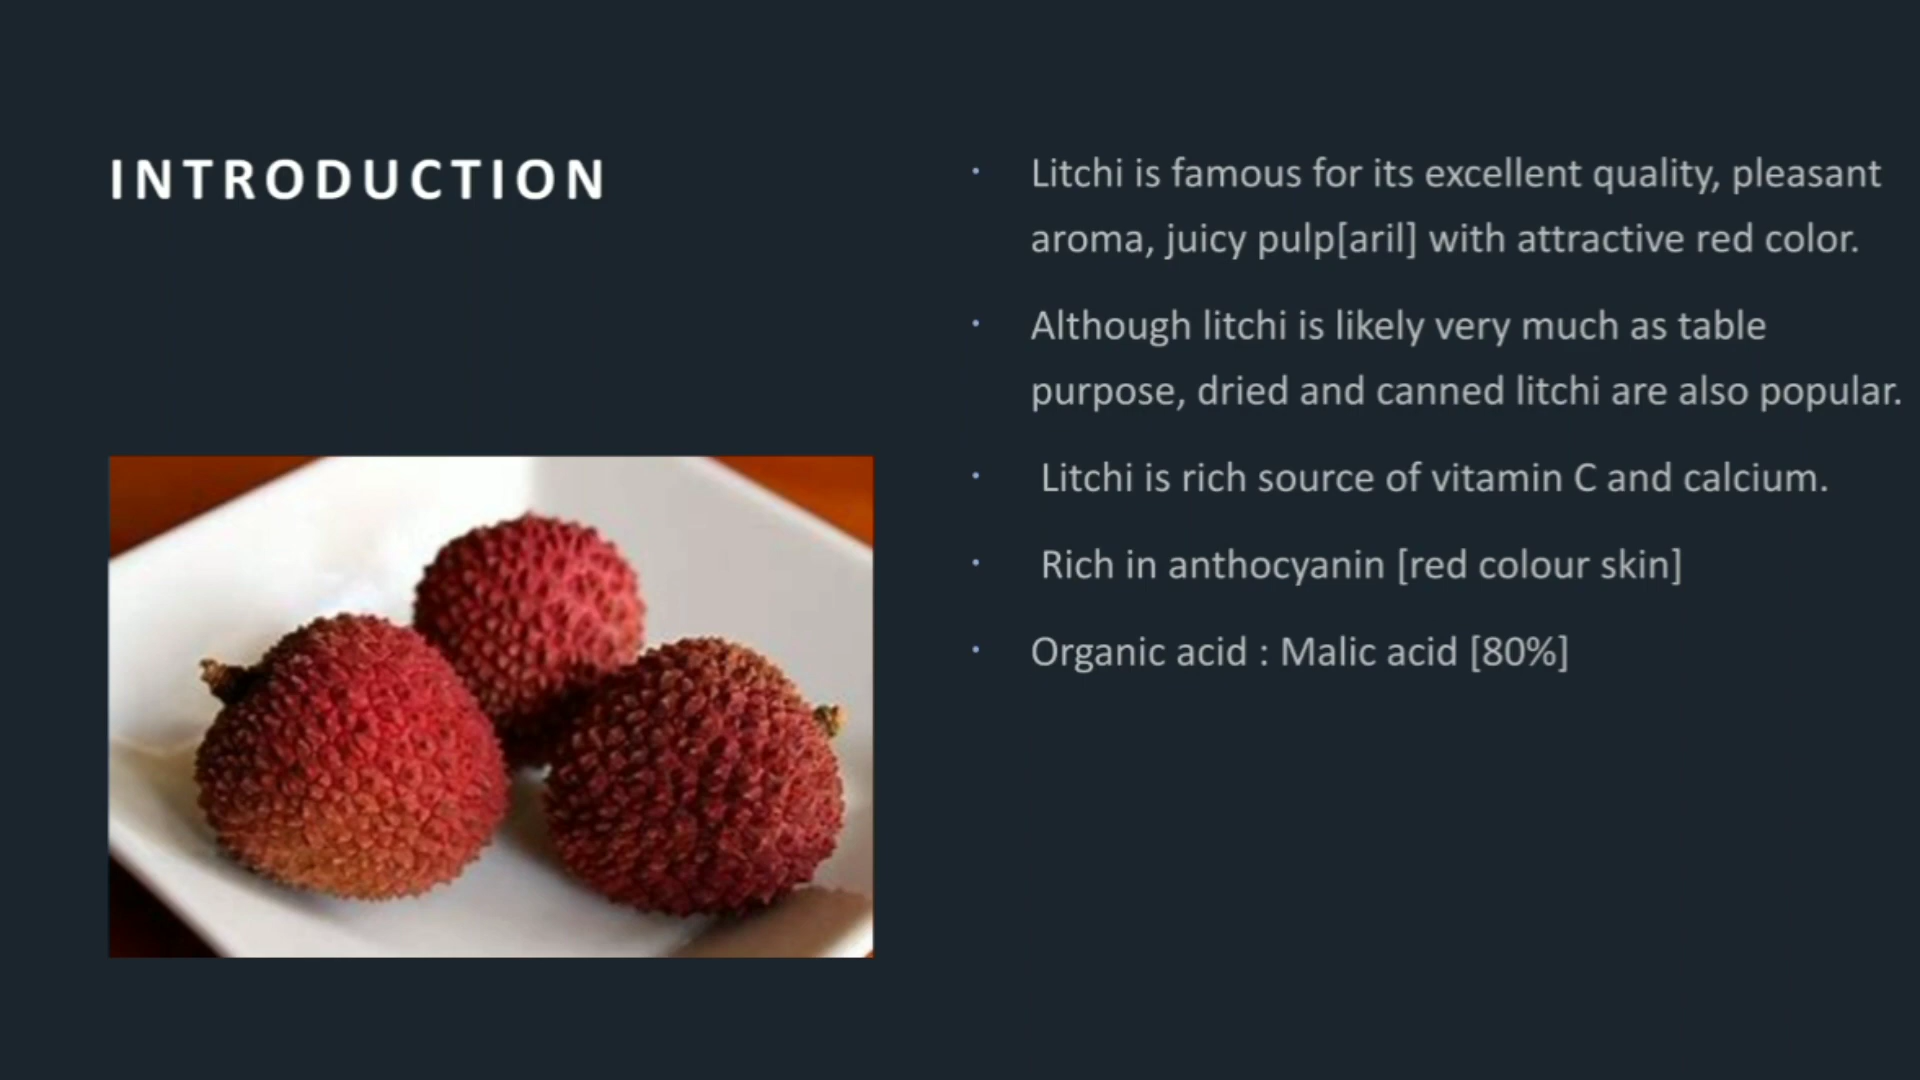 INTRODUCTION
· Litchi is famous for its excellent quality, pleasant
aroma, juicy pulp[aril] with attractive red color.
· Although litchi is likely very much as table
purpose, dried and canned litchi are also popular.
· Litchi is rich source of vitamin C and calcium.
· Rich in anthocyanin [red colour skin]
· Organic acid : Malic acid [80%]